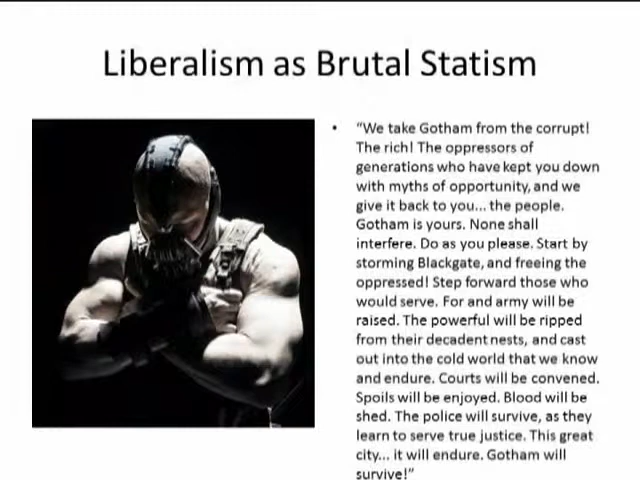 Liberalism as Brutal Statism
• "We take Gotham from the corrupt!
The rich! The oppressors of
generations who have kept you down
with myths of opportunity, and we
give it back to you... the people.
Gotham is yours. None shall
interfere. Do as you please. Start by
storming Blackgate, and freeing the
oppressed! Step forward those who
would serve. For and army will be
raised. The powerful will be ripped
from their decadent nests, and cast
out into the cold world that we know
and endure. Courts will be convened.
Spoils will be enjoyed. Blood will be
shed. The police will survive, as they
learn to serve true justice. This great
city... it will endure. Gotham will
survive!"